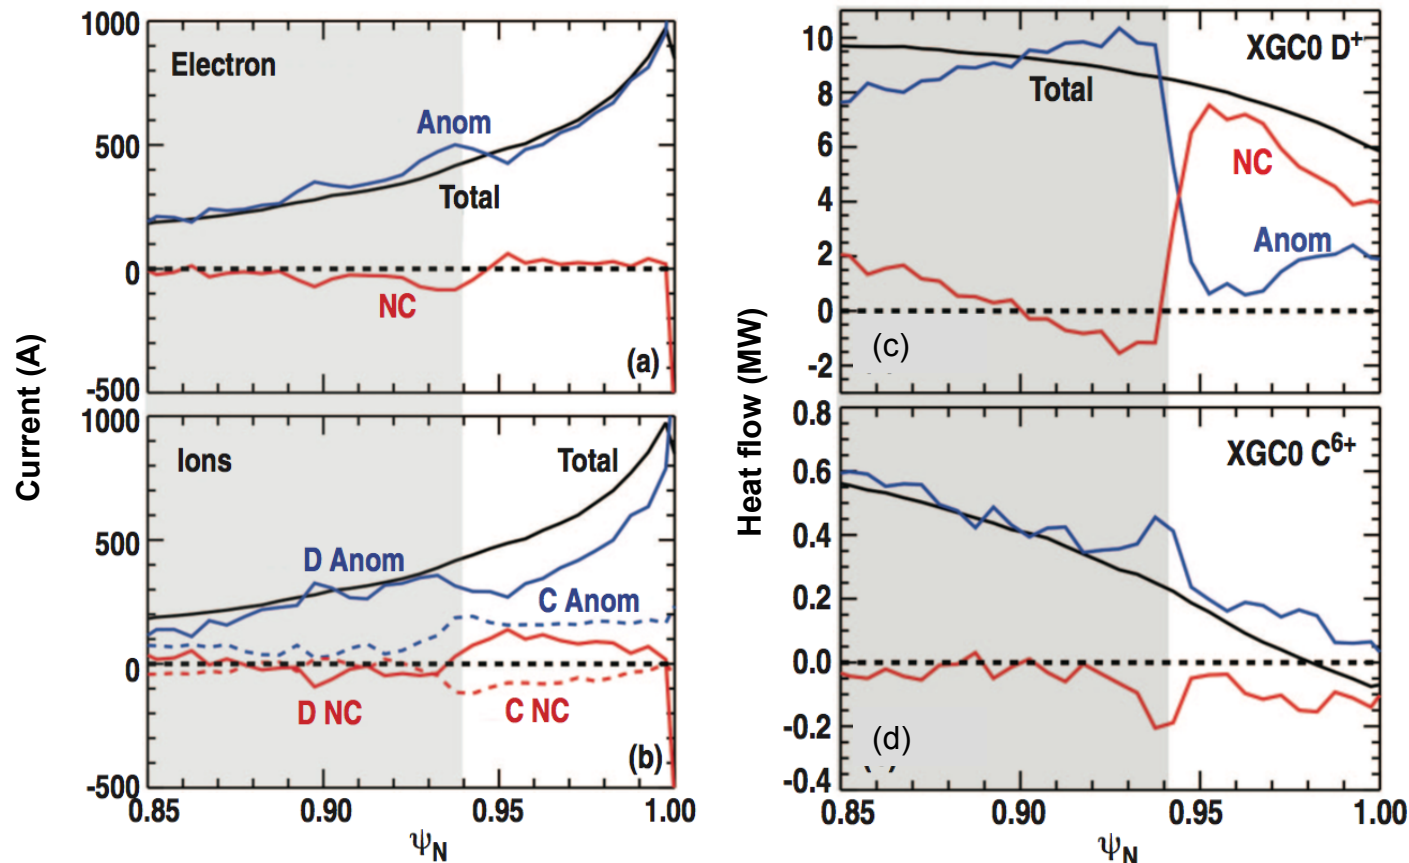 Current (A)
1000
500
0
-500
Electron
Anom
Total
NC
(a)
1000
500
0
-500
Ions
Total
D Anom
C Anom
D NC
C NC
(b)
0.85 0.90 0.95 1.00
ψN
Heat flow (MW)
10
8
6
4
2
0
-2
XGC0 D+
Total
NC
Anom
(c)
0.8
0.6
0.4
0.2
0.0
-0.2
-0.4
XGC0 C6+
(d)
0.85 0.90 0.95 1.00
ψN